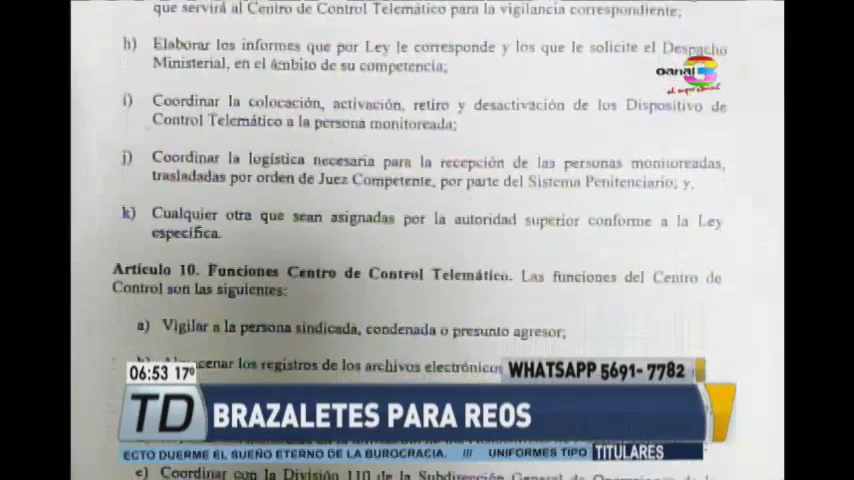 que servirá al Centro de Control Telemático para la vigilancia correspondiente;
h) Elaborar los informes que por Ley le corresponde y los que le solicite el Despacho
Ministerial, en el ámbito de su competencia;
canal 3
el supercanal
i) Coordinar la colocación, activación, retiro y desactivación de los Dispositivo de
Control Telemático a la persona monitoreada;
j) Coordinar la logística necesaria para la recepción de las personas monitoreadas,
trasladadas por orden de Juez Competente, por parte del Sistema Penitenciario; y,
k) Cualquier otra que sean asignadas por la autoridad superior conforme a la Ley
específica.
Artículo 10. Funciones Centro de Control Telemático. Las funciones del Centro de
Control son las siguientes:
a) Vigilar a la persona sindicada, condenada o presunto agresor;
los registros de los archivos electrónicos
06:53 17º
WHATSAPP 5691- 7782
TD BRAZALETES PARA REOS
ECTO DUERME EL SUEÑO ETERNO DE LA BUROCRACIA. /// UNIFORMES TIPO TITULARES
e) Coordinar con la División 110 de la Subdirección General de